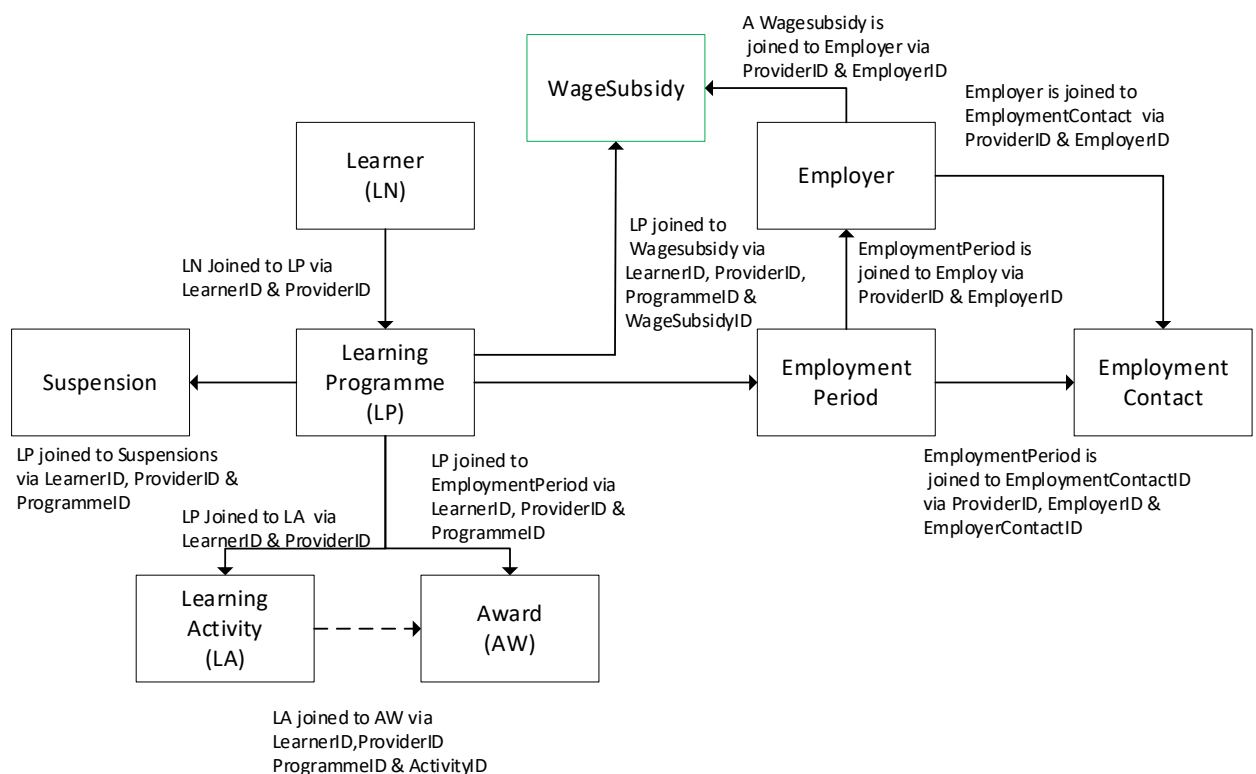 A Wagesubsidy is
joined to Employer via
ProviderID & EmployerID
WageSubsidy
Employer is joined to
EmploymentContact via
ProviderID & EmployerID
Learner
(LN)
Employer
LP joined to
Wagesubsidy via
LearnerID, ProviderID,
ProgrammeID &
WageSubsidyID
EmploymentPeriod is
joined to Employ via
ProviderID & EmployerID
LN Joined to LP via
LearnerID & ProviderID
Suspension
Learning
Programme
(LP)
Employment
Period
Employment
Contact
LP joined to Suspensions
via LearnerID, ProviderID &
ProgrammeID
LP joined to
EmploymentPeriod via
LearnerID, ProviderID &
ProgrammeID
EmploymentPeriod is
joined to EmploymentContactID
via ProviderID, EmployerID &
EmployerContactID
LP Joined to LA via
LearnerID & ProviderID
Learning
Activity
(LA)
Award
(AW)
LA joined to AW via
LearnerID,ProviderID
ProgrammeID & ActivityID